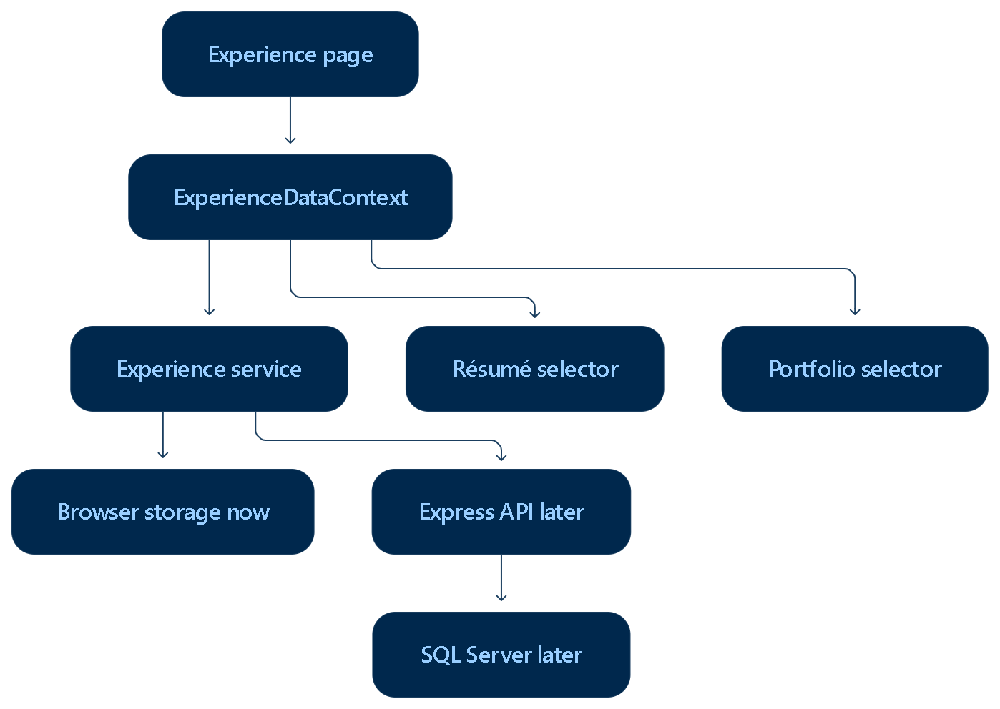 Experience page
ExperienceDataContext
Experience service
Résumé selector
Portfolio selector
Browser storage now
Express API later
SQL Server later